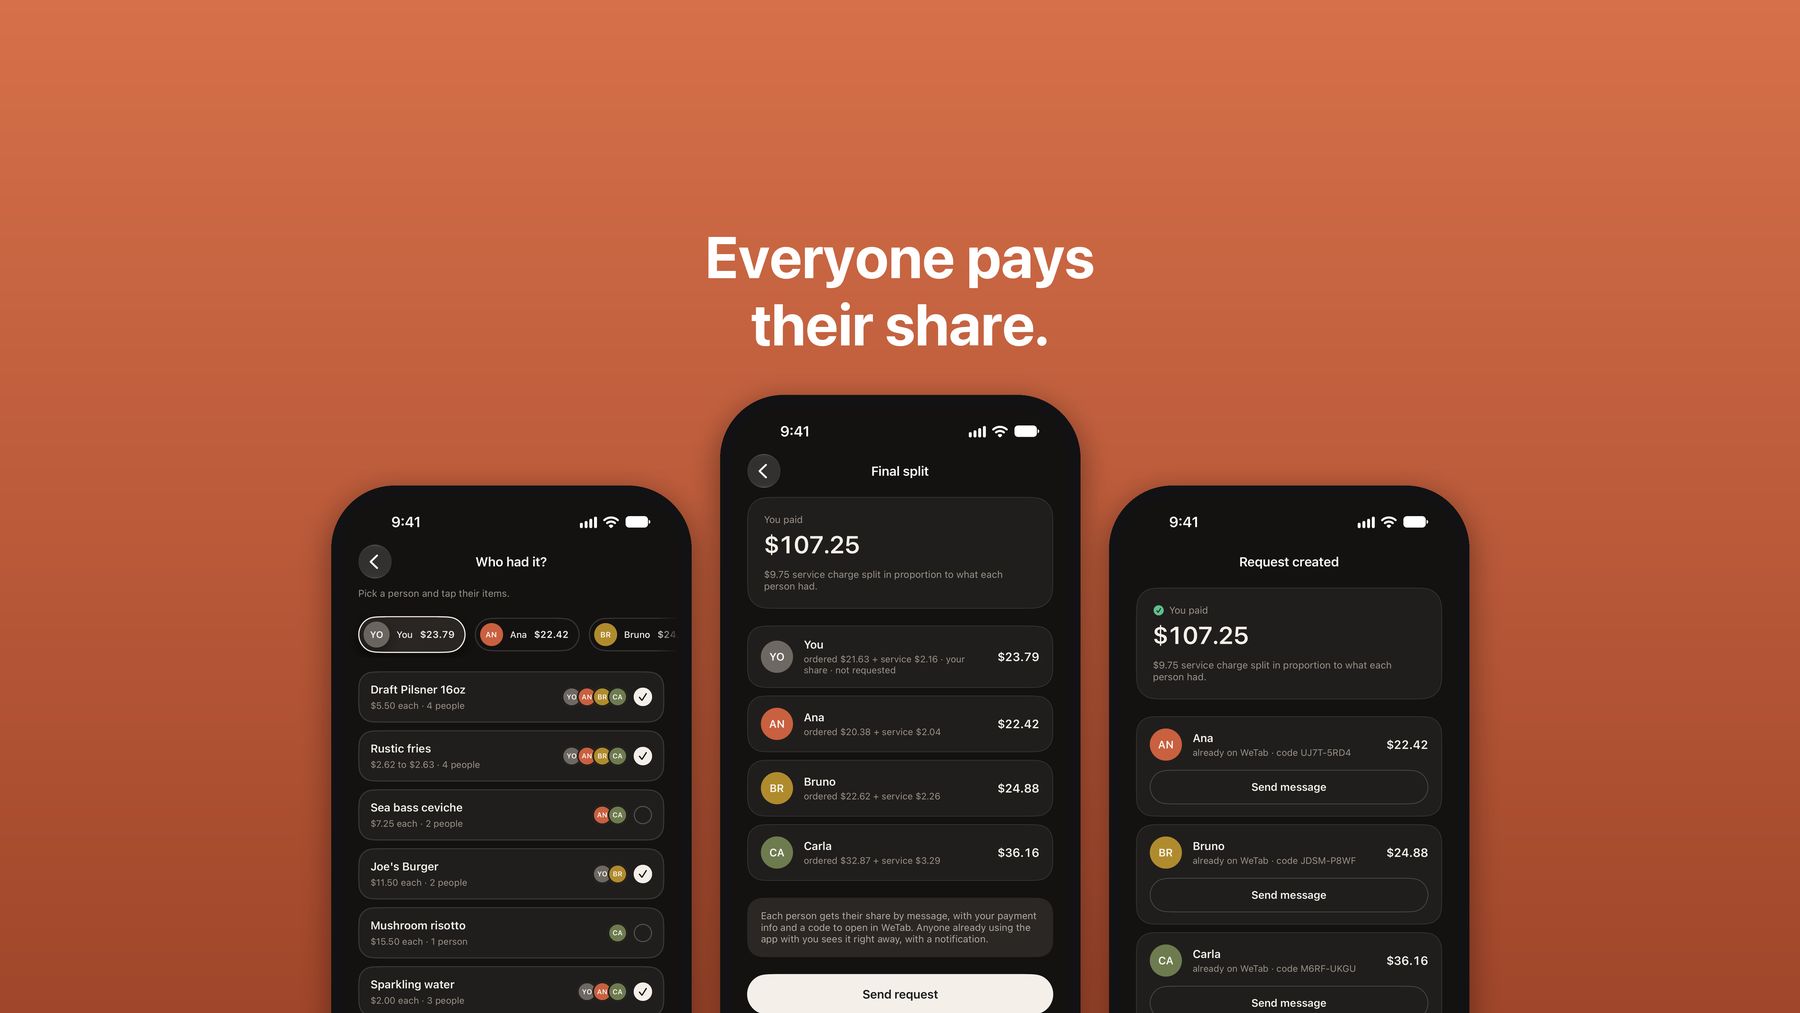 Everyone pays
their share.
9:41
Who had it?
Pick a person and tap their items.
YO You $23.79
AN Ana $22.42
BR Bruno $24
Draft Pilsner 16oz
$5.50 each · 4 people
YO AN BR CA
Rustic fries
$2.62 to $2.63 · 4 people
YO AN BR CA
Sea bass ceviche
$7.25 each · 2 people
AN CA
Joe's Burger
$11.50 each · 2 people
YO BR
Mushroom risotto
$15.50 each · 1 person
CA
Sparkling water
$2.00 each · 3 people
YO AN CA
9:41
Final split
You paid
$107.25
$9.75 service charge split in proportion to what each
person had.
YO
You
ordered $21.63 + service $2.16 · your
share · not requested
$23.79
AN
Ana
ordered $20.38 + service $2.04
$22.42
BR
Bruno
ordered $22.62 + service $2.26
$24.88
CA
Carla
ordered $32.87 + service $3.29
$36.16
Each person gets their share by message, with your payment
info and a code to open in WeTab. Anyone already using the
app with you sees it right away, with a notification.
Send request
9:41
Request created
You paid
$107.25
$9.75 service charge split in proportion to what each
person had.
AN
Ana
already on WeTab · code UJ7T-5RD4
$22.42
Send message
BR
Bruno
already on WeTab · code JDSM-P8WF
$24.88
Send message
CA
Carla
already on WeTab · code M6RF-UKGU
$36.16
Send message